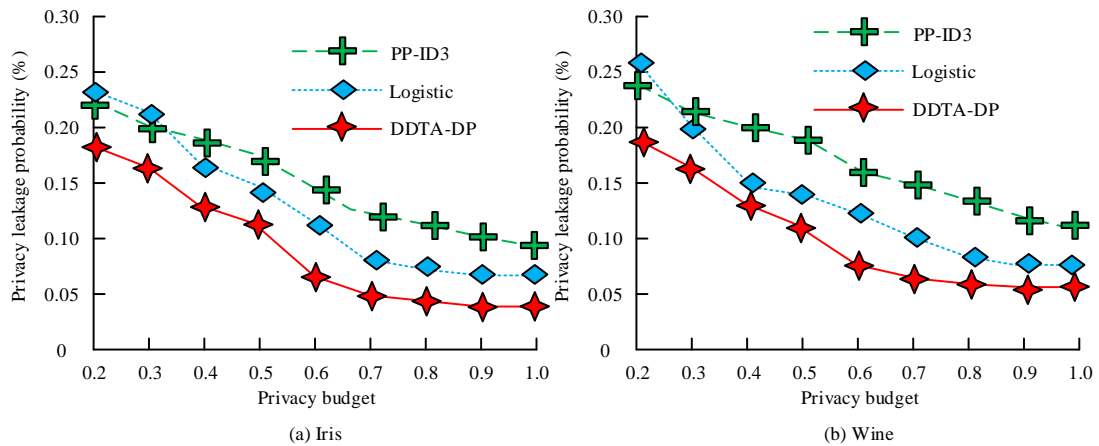 0.30
0.25
0.20
0.15
0.10
0.05
0
Privacy leakage probability (%)
PP-ID3
Logistic
DDTA-DP
0.2 0.3 0.4 0.5 0.6 0.7 0.8 0.9 1.0
Privacy budget
(a) Iris
0.30
0.25
0.20
0.15
0.10
0.05
0
Privacy leakage probability (%)
PP-ID3
Logistic
DDTA-DP
0.2 0.3 0.4 0.5 0.6 0.7 0.8 0.9 1.0
Privacy budget
(b) Wine